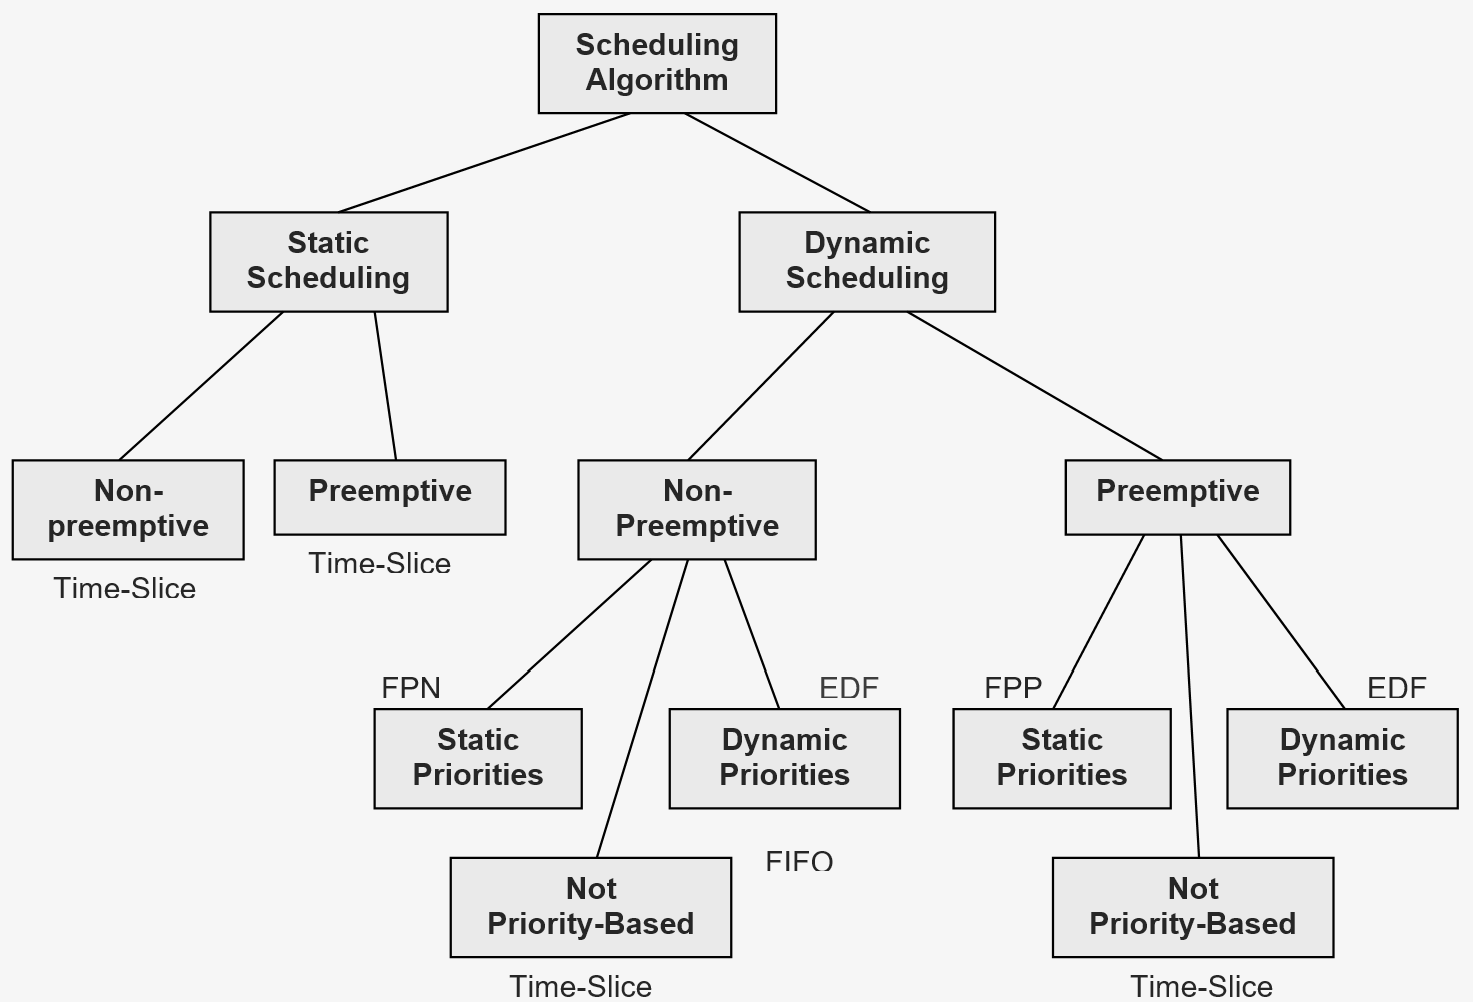 Scheduling
Algorithm
Static
Scheduling
Dynamic
Scheduling
Non-
preemptive
Time-Slice
Preemptive
Time-Slice
Non-
Preemptive
Preemptive
FPN
Static
Priorities
EDF
Dynamic
Priorities
FPP
Static
Priorities
EDF
Dynamic
Priorities
FIFO
Not
Priority-Based
Time-Slice
Not
Priority-Based
Time-Slice